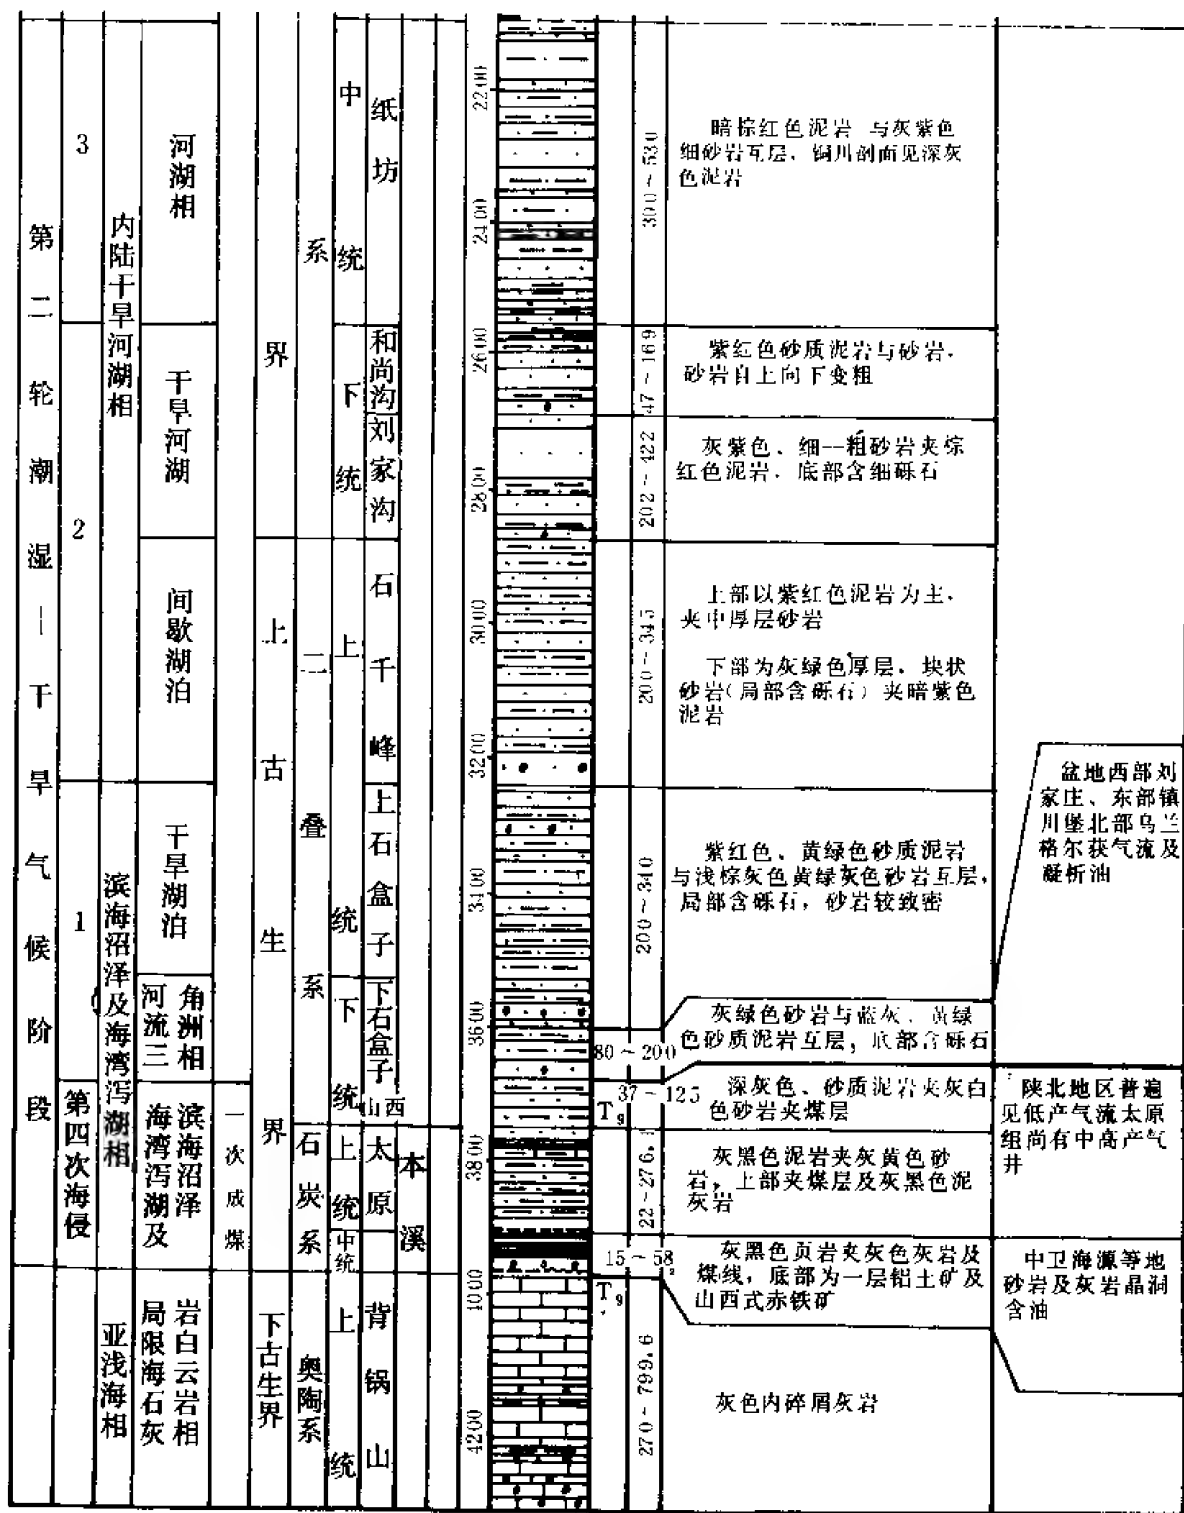 第二轮潮湿－干旱气候阶段
3
2
1
第四次海侵
内陆干旱河湖相
滨海沼泽及海湾泻湖相
亚浅海相
河湖相
干旱河湖
间歇湖泊
干旱湖泊
河流三
角洲相
海湾泻湖及
滨海沼泽
局限海石灰
岩白云岩相
一次成煤
界
上古生界
下古生界
系
二叠系
石炭系
奥陶系
中统
下统
上统
下统
上统
中统
上统
纸坊
和尚沟
刘家沟
石千峰
上石盒子
下石盒子
山西
太原
本溪
背锅山
2200
2400
2600
2800
3000
3200
3400
3600
3800
4000
4200
T9
T9
300~530
47~169
202~422
200~345
200~340
80~200
37~125
22~276.
15~58.
270~799.6
暗棕红色泥岩 与灰紫色
细砂岩互层．铜川剖面见深灰
色泥岩
紫红色砂质泥岩与砂岩．
砂岩自上向下变粗
灰紫色、细—粗砂岩夹棕
红色泥岩．底部含细砾石
上部以紫红色泥岩为主．
夹中厚层砂岩
下部为灰绿色厚层．块状
砂岩（局部含砾石）夹暗紫色
泥岩
紫红色、黄绿色砂质泥岩
与浅棕灰色黄绿灰色砂岩互层，
局部含砾石，砂岩较致密
灰绿色砂岩与蓝灰、黄绿
色砂质泥岩互层，底部含砾石
深灰色、砂质泥岩夹灰白
色砂岩夹煤层
灰黑色泥岩夹灰黄色砂
岩，上部夹煤层及灰黑色泥
灰岩
灰黑色页岩夹灰色灰岩及
煤线，底部为一层铝土矿及
山西式赤铁矿
灰色内碎屑灰岩
盆地西部刘
家庄、东部镇
川堡北部乌兰
格尔获气流及
凝析油
陕北地区普遍
见低产气流太原
组尚有中高产气
井
中卫海源等地
砂岩及灰岩晶洞
含油